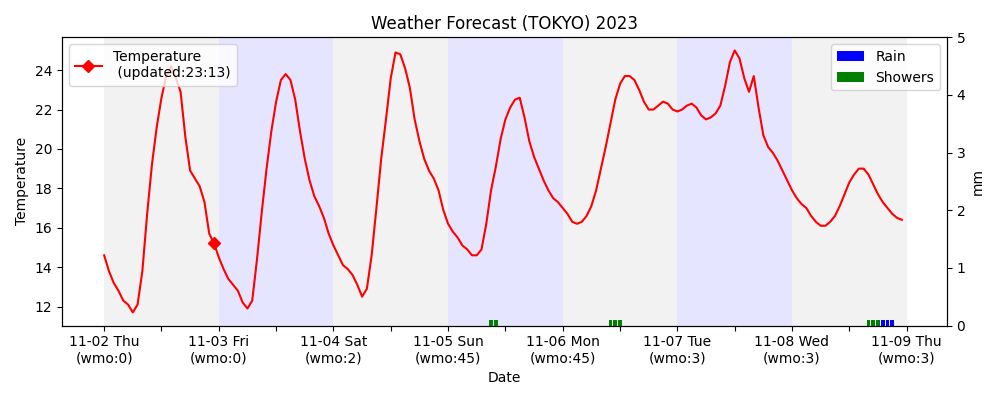 Weather Forecast (TOKYO) 2023
Temperature
(updated:23:13)
Rain
Showers
24
22
20
18
16
14
12
Temperature
5
4
3
2
1
0
mm
11-02 Thu
(wmo:0)
11-03 Fri
(wmo:0)
11-04 Sat
(wmo:2)
11-05 Sun
(wmo:45)
11-06 Mon
(wmo:45)
11-07 Tue
(wmo:3)
11-08 Wed
(wmo:3)
11-09 Thu
(wmo:3)
Date